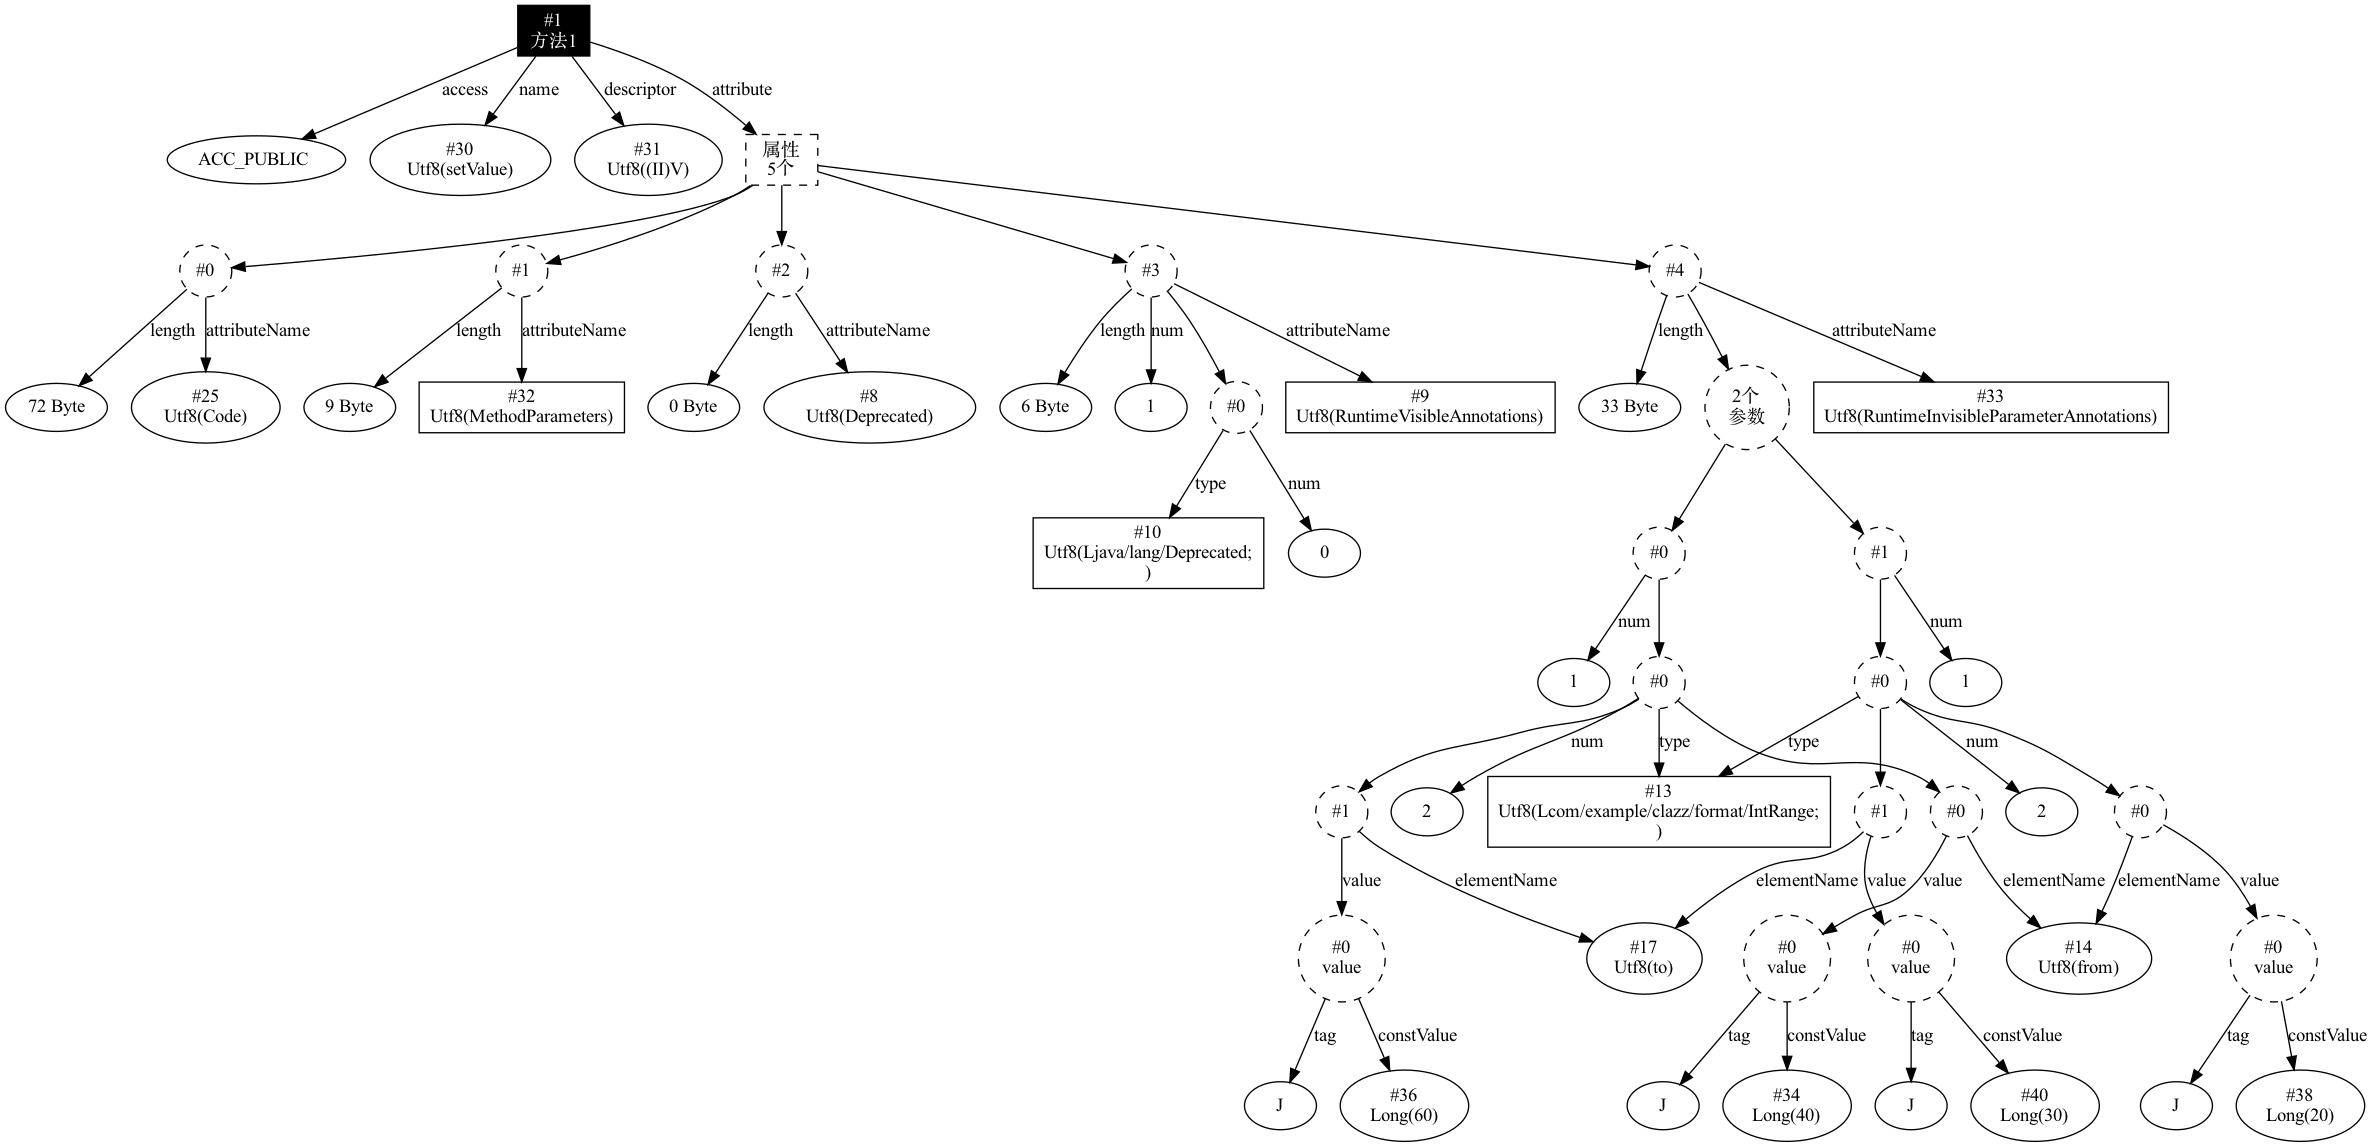 #1
方法1
access
name
descriptor
attribute
ACC_PUBLIC
#30
Utf8(setValue)
#31
Utf8((II)V)
属性
5个
#0
#1
#2
#3
#4
length
attributeName
length
attributeName
length
attributeName
length
num
attributeName
length
attributeName
72 Byte
#25
Utf8(Code)
9 Byte
#32
Utf8(MethodParameters)
0 Byte
#8
Utf8(Deprecated)
6 Byte
1
#0
#9
Utf8(RuntimeVisibleAnnotations)
33 Byte
2个
参数
#33
Utf8(RuntimeInvisibleParameterAnnotations)
type
num
#10
Utf8(Ljava/lang/Deprecated;
)
0
#0
#1
num
num
1
#0
#0
1
num
type
type
num
#1
2
#13
Utf8(Lcom/example/clazz/format/IntRange;
)
#1
#0
2
#0
value
elementName
elementName
value
value
elementName
elementName
value
#0
value
#17
Utf8(to)
#0
value
#0
value
#14
Utf8(from)
#0
value
tag
constValue
tag
constValue
tag
constValue
tag
constValue
J
#36
Long(60)
J
#34
Long(40)
J
#40
Long(30)
J
#38
Long(20)